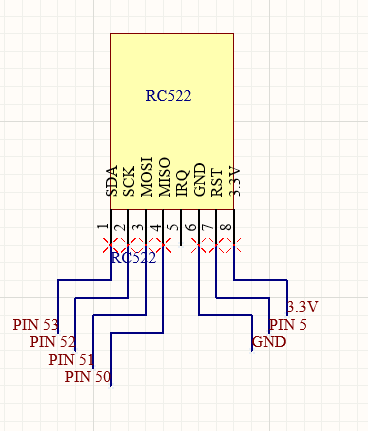 RC522
SDA
SCK
MOSI
MISO
IRQ
GND
RST
3.3V
1
2
3
4
5
6
7
8
RC522
3.3V
PIN 53
PIN 5
PIN 52
GND
PIN 51
PIN 50